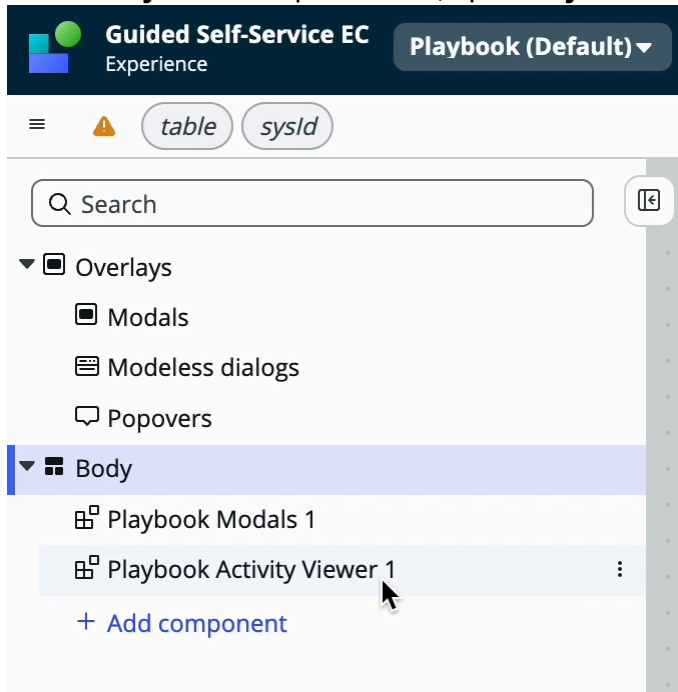 Guided Self-Service EC
Experience
Playbook (Default)
table
sysId
Search
Overlays
Modals
Modeless dialogs
Popovers
Body
Playbook Modals 1
Playbook Activity Viewer 1
+ Add component